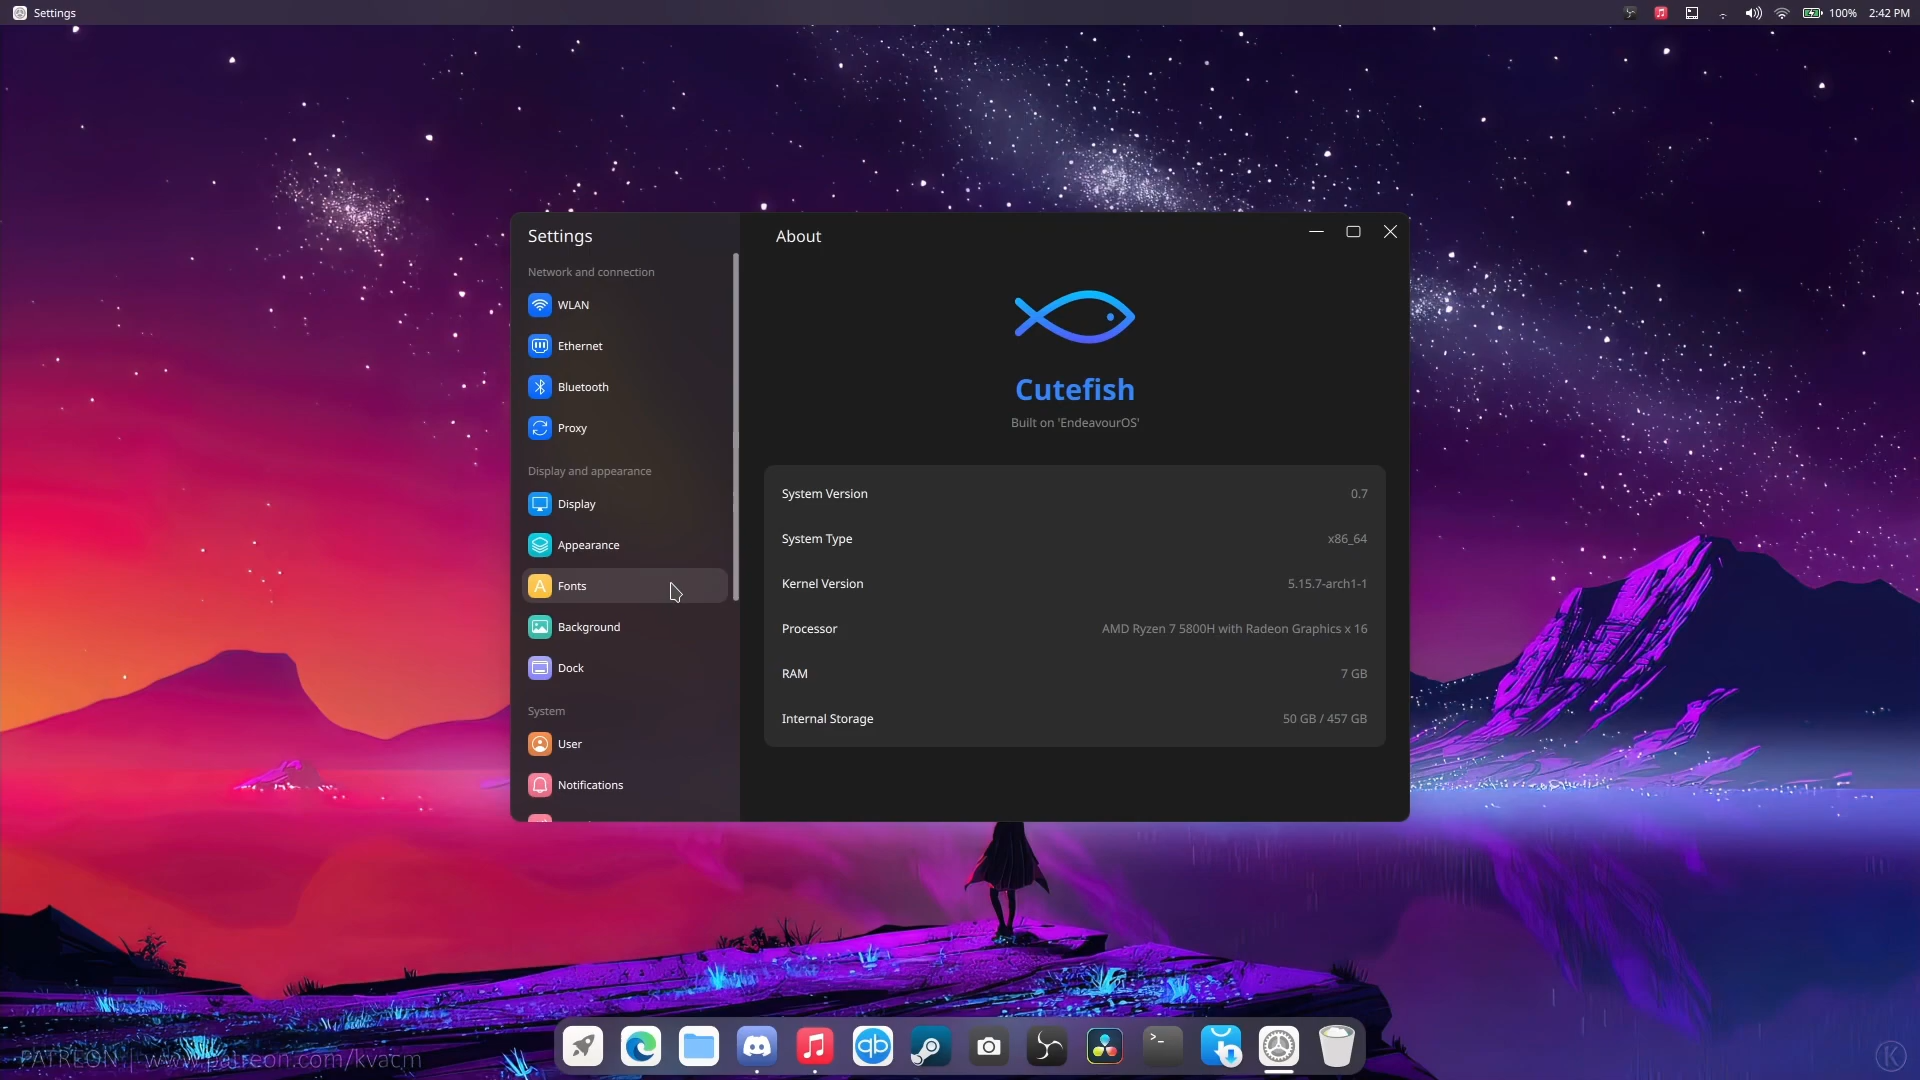 Settings
100% 2:42 PM
Settings
About
Network and connection
WLAN
Ethernet
Bluetooth
Proxy
Display and appearance
Display
Appearance
Fonts
Background
Dock
System
User
Notifications
Cutefish
Built on 'EndeavourOS'
System Version 0.7
System Type x86_64
Kernel Version 5.15.7-arch1-1
Processor AMD Ryzen 7 5800H with Radeon Graphics x 16
RAM 7 GB
Internal Storage 50 GB / 457 GB
PATREON | www.patreon.com/kvacm